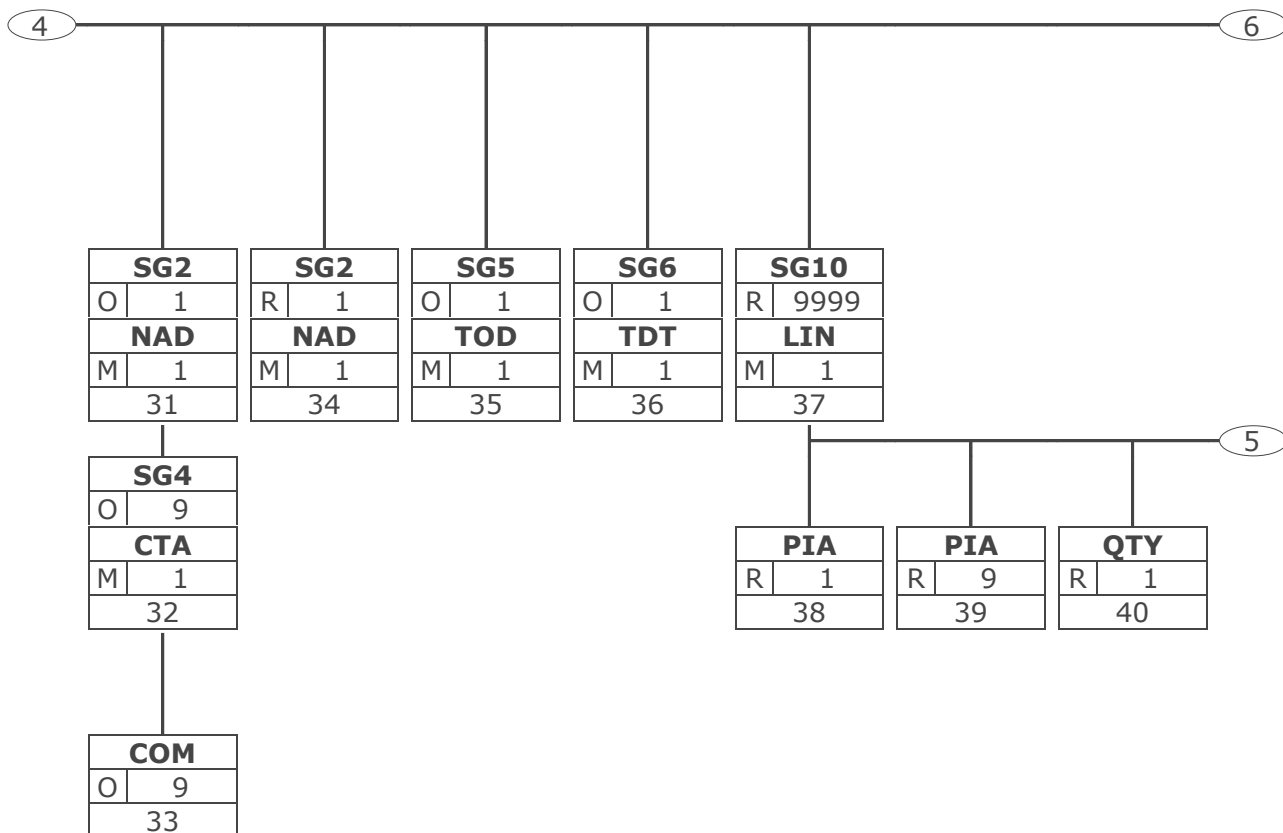 4 6
SG2 SG2 SG5 SG6 SG10
O 1 R 1 O 1 O 1 R 9999
NAD NAD TOD TDT LIN
M 1 M 1 M 1 M 1 M 1
31 34 35 36 37
5
SG4
O 9
CTA PIA PIA QTY
M 1 R 1 R 9 R 1
32 38 39 40
COM
O 9
33